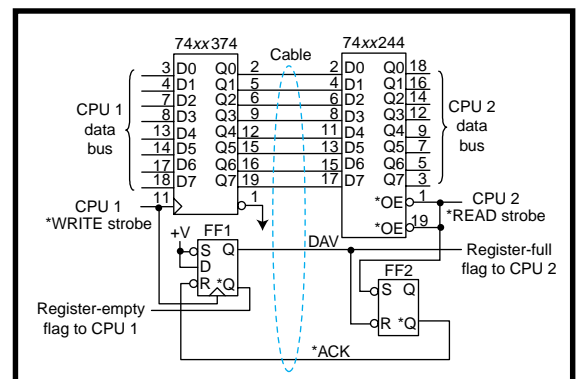 74xx374
Cable
74xx244
3 D0 Q0 2
2 D0 Q0 18
4 D1 Q1 5
4 D1 Q1 16
7 D2 Q2 6
6 D2 Q2 14
8 D3 Q3 9
8 D3 Q3 12
13 D4 Q4 12
11 D4 Q4 9
14 D5 Q5 15
13 D5 Q5 7
17 D6 Q6 16
15 D6 Q6 5
18 D7 Q7 19
17 D7 Q7 3
CPU 1
data
bus
CPU 2
data
bus
11
1
*OE 1
*OE 19
CPU 1
*WRITE strobe
CPU 2
*READ strobe
+V
FF1
S Q
D
R *Q
DAV
Register-full
flag to CPU 2
FF2
S Q
R *Q
Register-empty
flag to CPU 1
*ACK